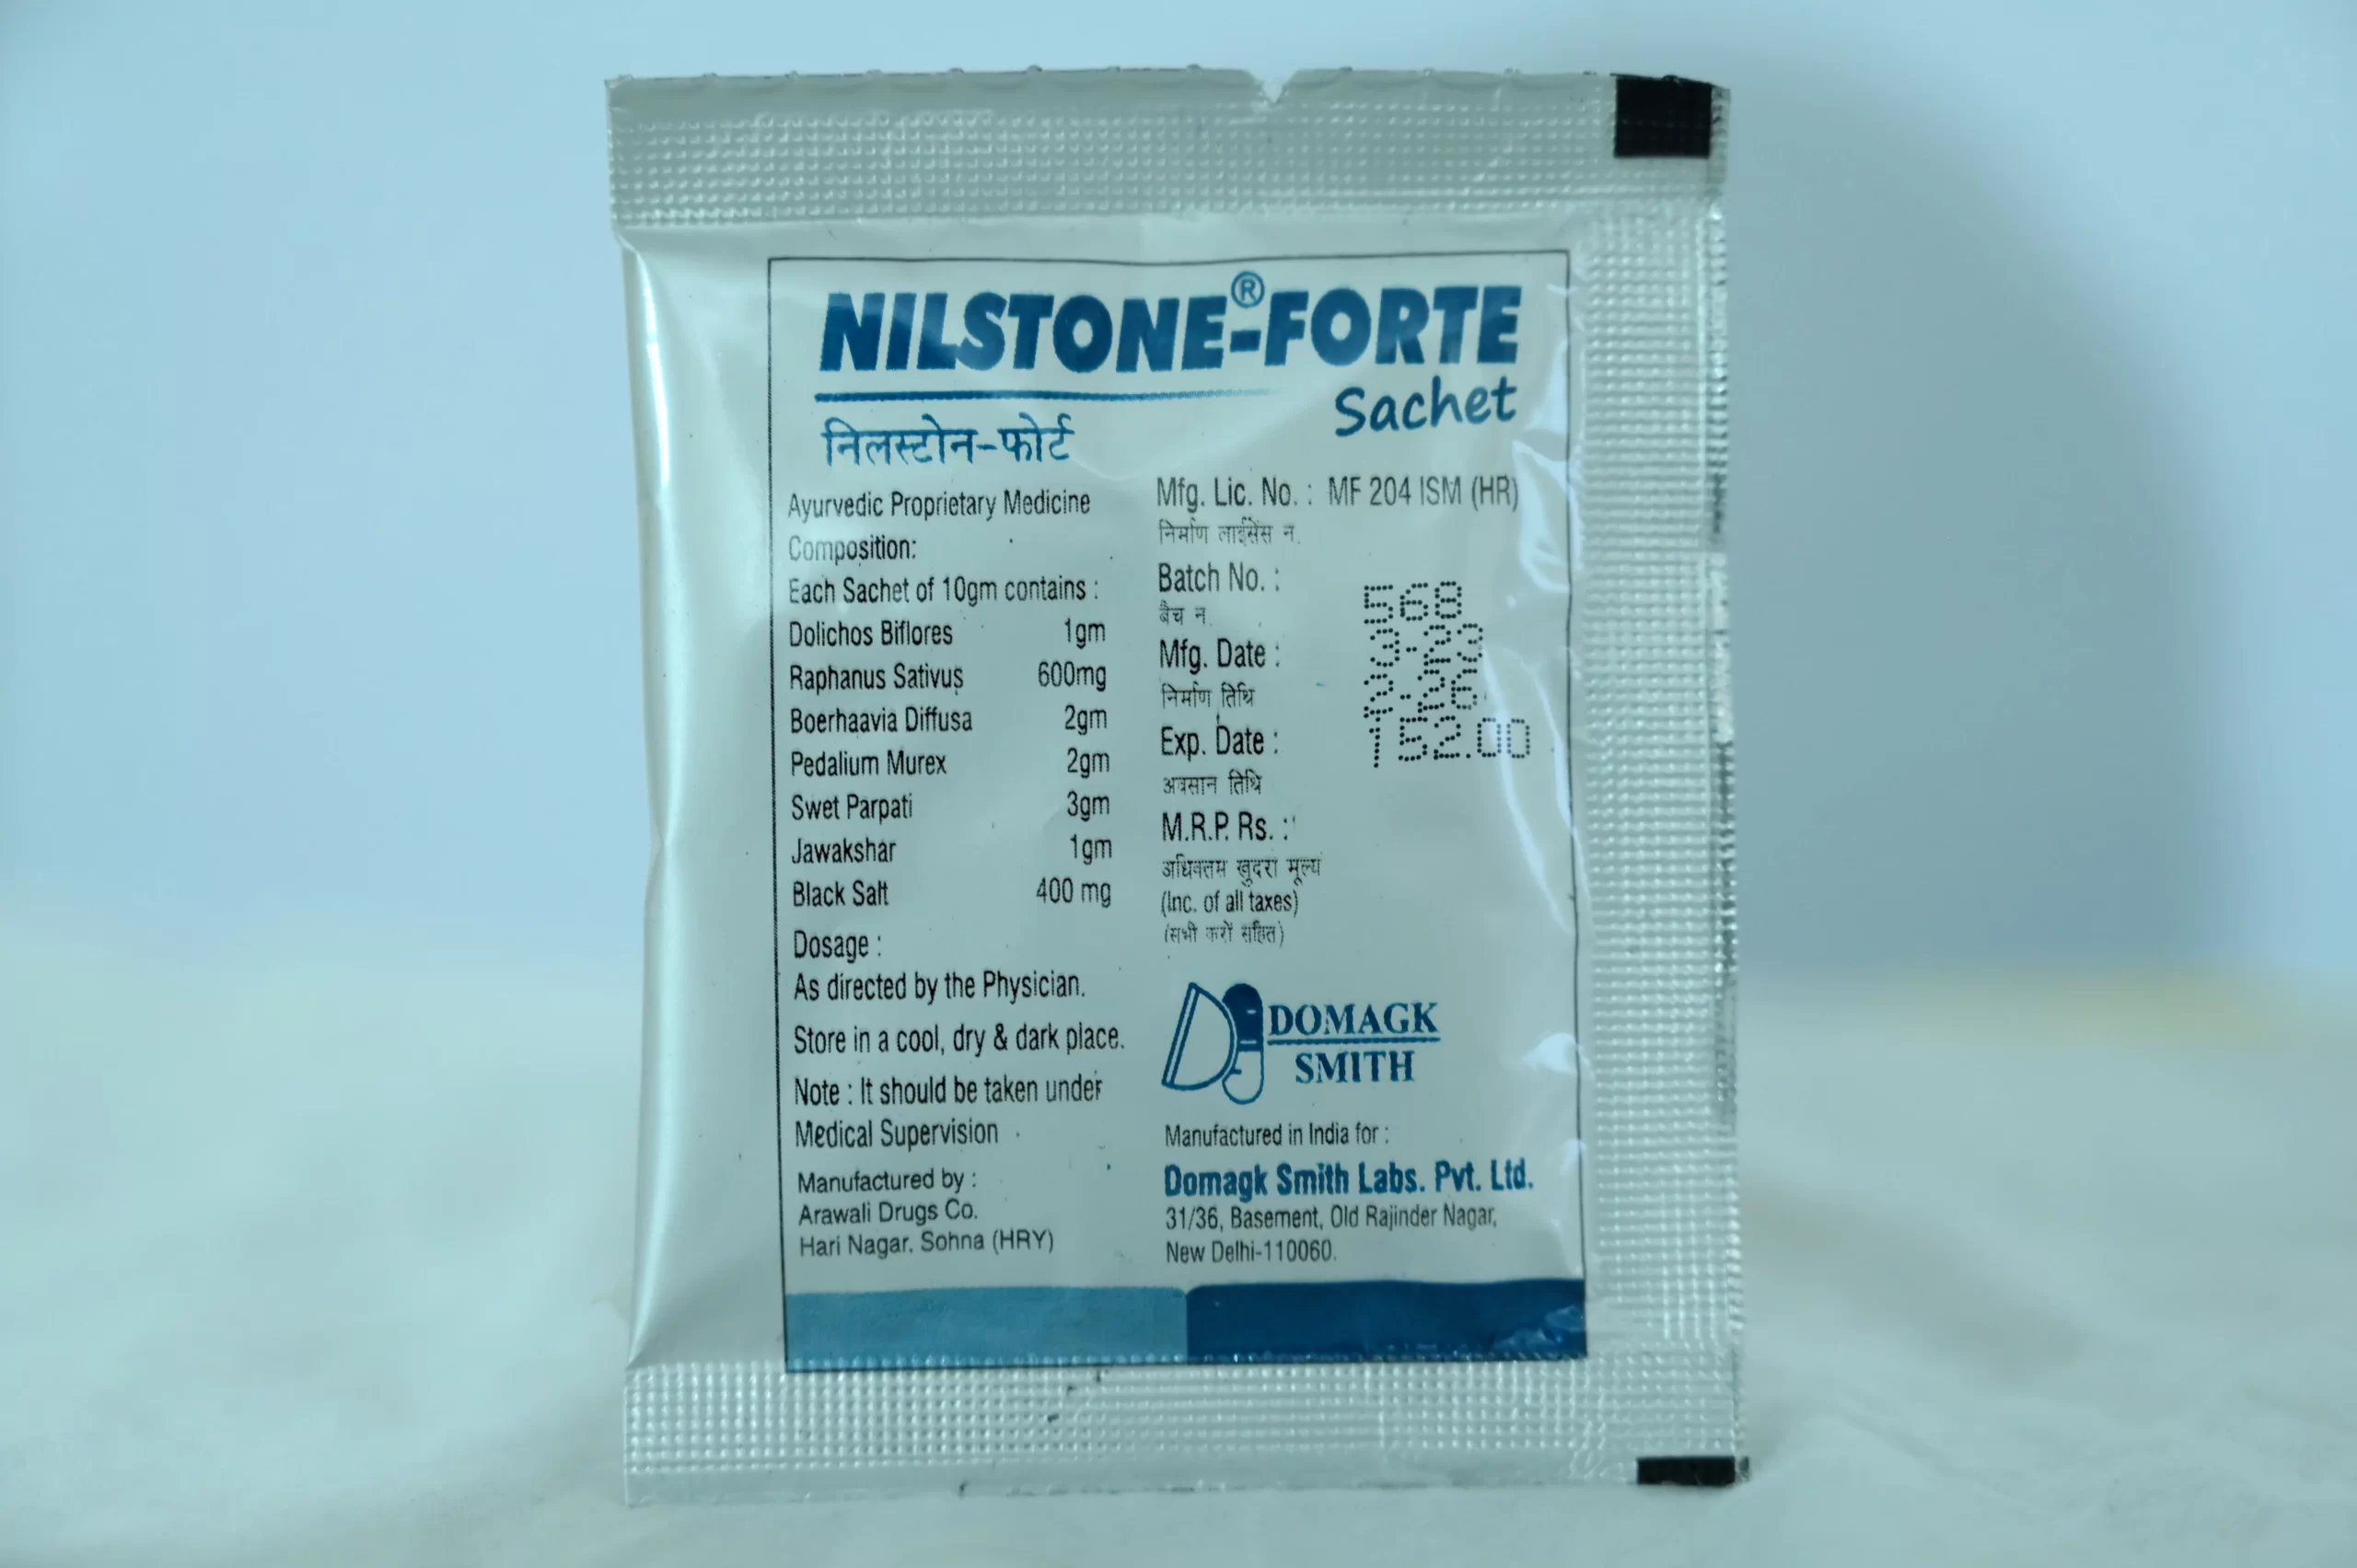 NILSTONE®-FORTE
Sachet
निलस्टोन-फोर्ट
Ayurvedic Proprietary Medicine
Composition:
Each Sachet of 10gm contains :
Dolichos Biflores 1gm
Raphanus Sativus 600mg
Boerhaavia Diffusa 2gm
Pedalium Murex 2gm
Swet Parpati 3gm
Jawakshar 1gm
Black Salt 400 mg
Dosage :
As directed by the Physician.
Store in a cool, dry & dark place.
Note : It should be taken under
Medical Supervision
Manufactured by :
Arawali Drugs Co.
Hari Nagar. Sohna (HRY)
Mfg. Lic. No. : MF 204 ISM (HR)
निर्माण लाईसेंस न.
Batch No. :
568
बैच न.
Mfg. Date :
3-23
निर्माण तिथि
2-26
Exp. Date :
152.00
अवसान तिथि
M.R.P. Rs. :
अधिकतम खुदरा मूल्य
(Inc. of all taxes)
(सभी करों सहित)
DOMAGK
SMITH
Manufactured in India for :
Domagk Smith Labs. Pvt. Ltd.
31/36, Basement, Old Rajinder Nagar,
New Delhi-110060.